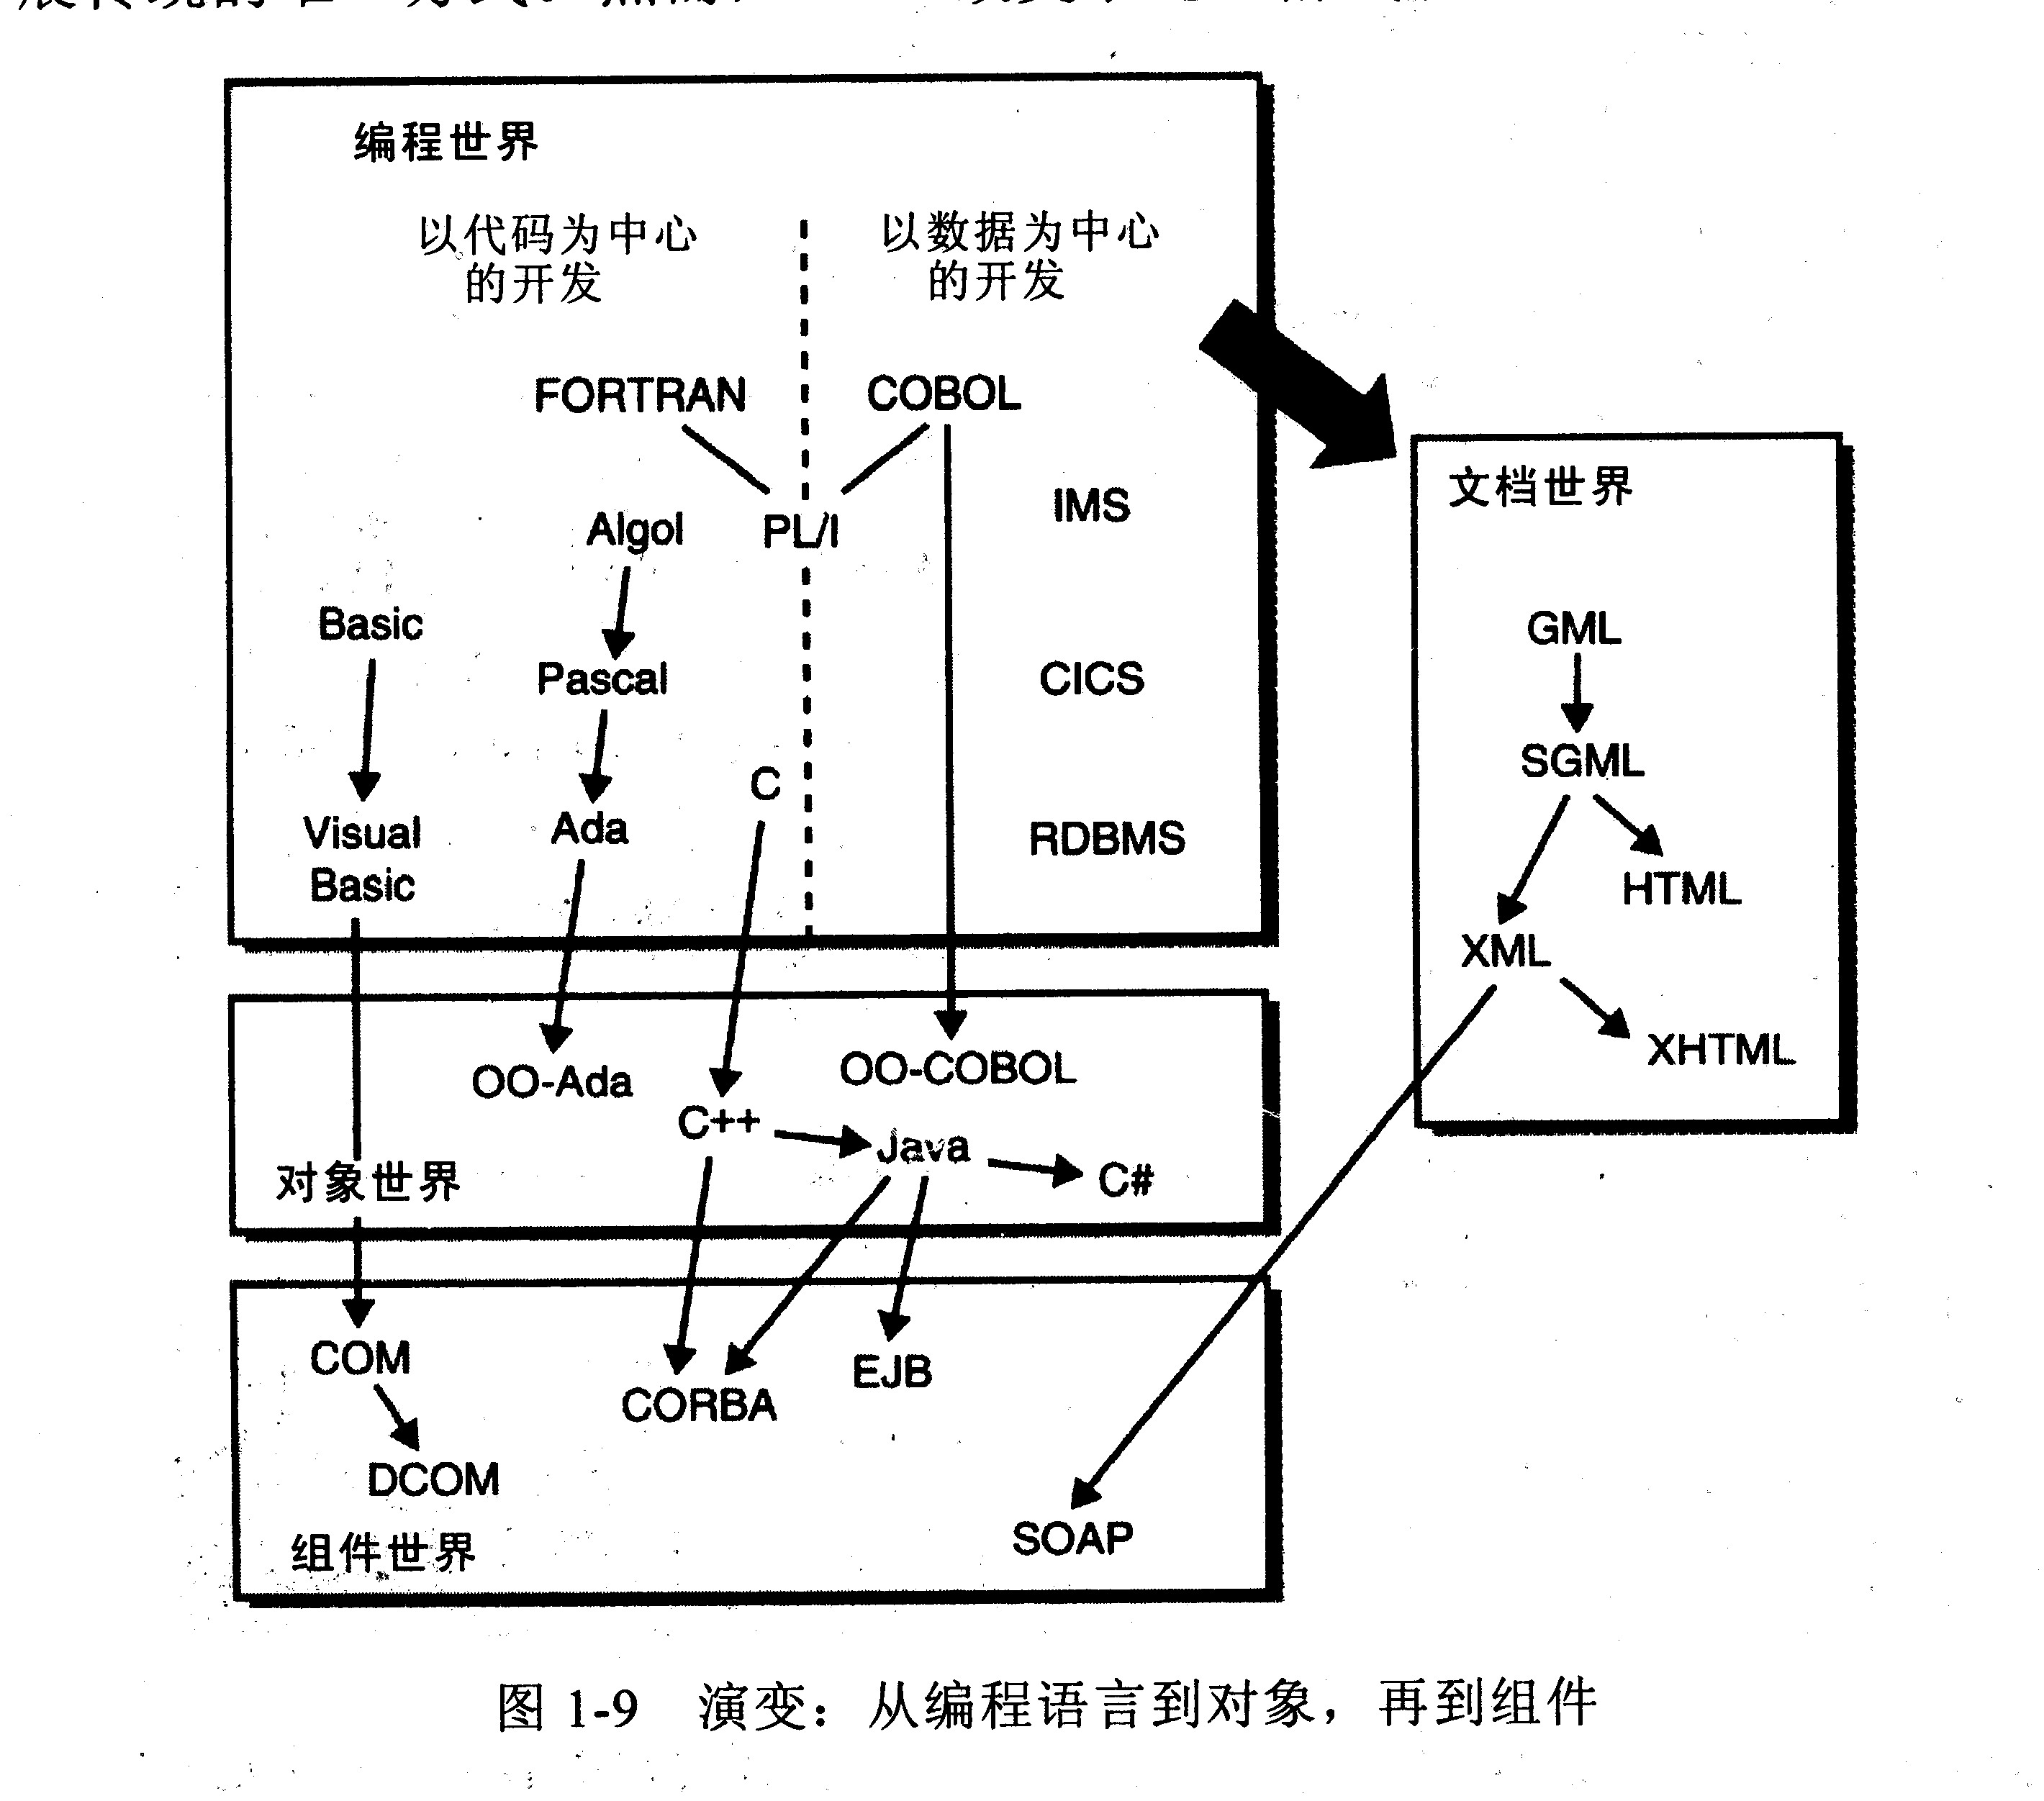 编程世界
以代码为中心
的开发
以数据为中心
的开发
FORTRAN
COBOL
Algol
PL/I
IMS
Basic
Pascal
CICS
C
Visual
Basic
Ada
RDBMS
文档世界
GML
SGML
HTML
XML
XHTML
OO-Ada
OO-COBOL
C++
Java
C#
对象世界
COM
CORBA
EJB
DCOM
SOAP
组件世界
图 1-9 演变：从编程语言到对象，再到组件